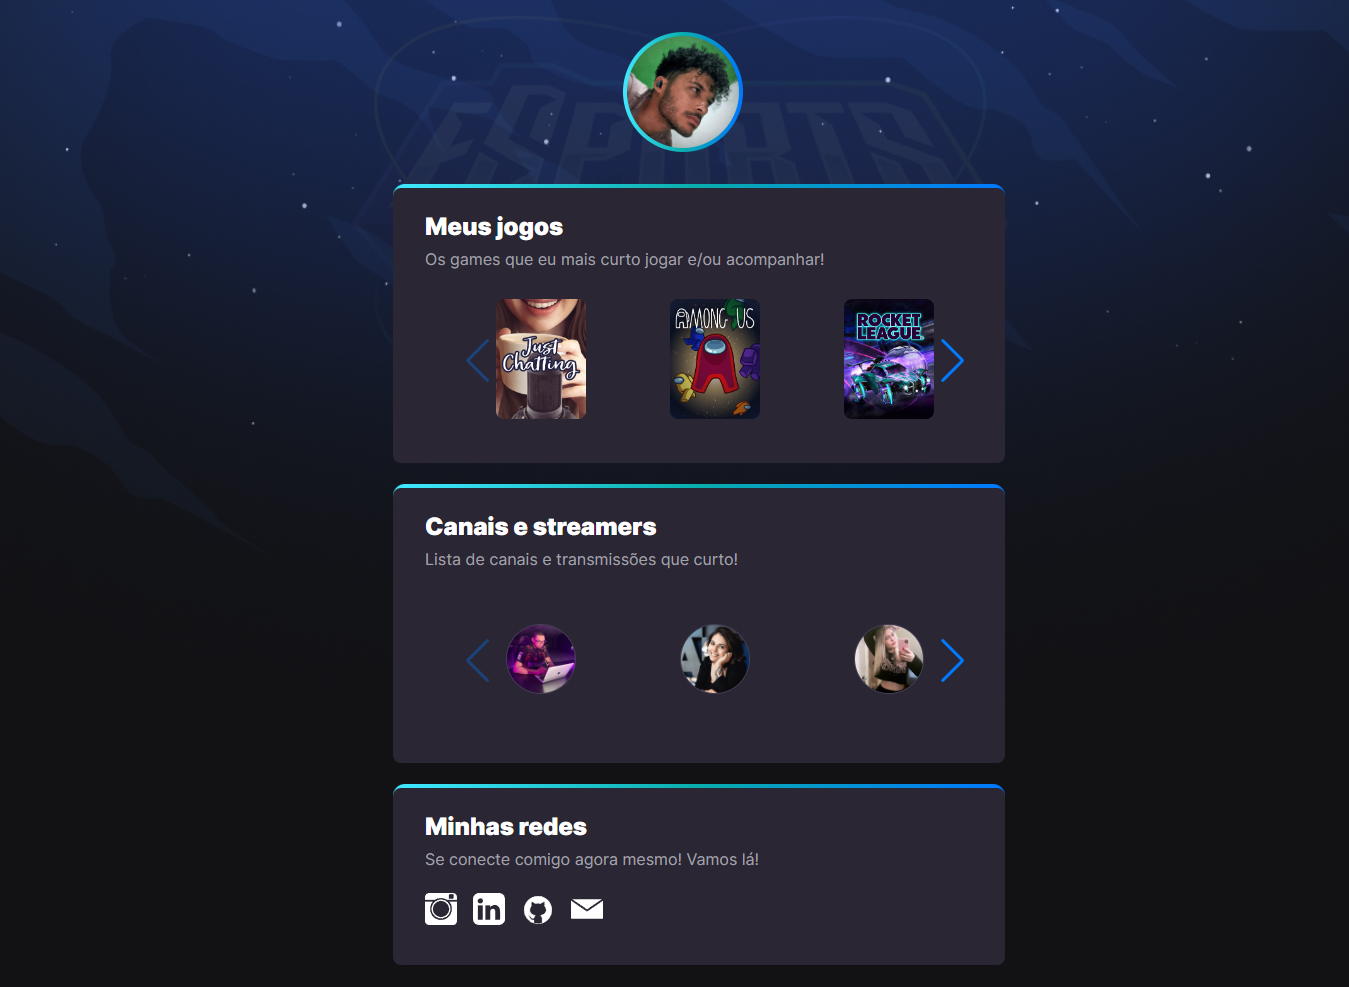 ESPORTS
Meus jogos
Os games que eu mais curto jogar e/ou acompanhar!
Just
Chatting
AMONG US
ROCKET
LEAGUE
Canais e streamers
Lista de canais e transmissões que curto!
Minhas redes
Se conecte comigo agora mesmo! Vamos lá!
in